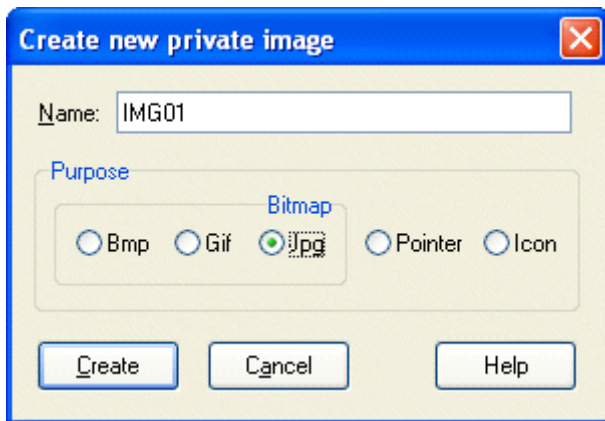 Create new private image
Name: IMG01
Purpose
Bitmap
Bmp Gif Jpg Pointer Icon
Create Cancel Help